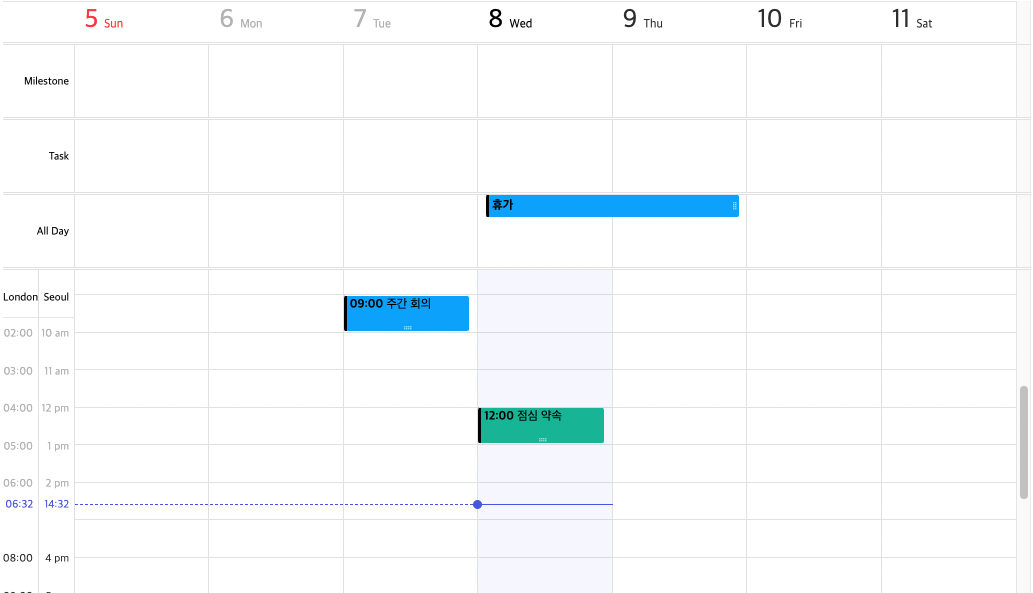 5 Sun 6 Mon 7 Tue 8 Wed 9 Thu 10 Fri 11 Sat
Milestone
Task
All Day
휴가
London Seoul
09:00 주간 회의
02:00 10 am
03:00 11 am
04:00 12 pm
12:00 점심 약속
05:00 1 pm
06:00 2 pm
06:32 14:32
08:00 4 pm